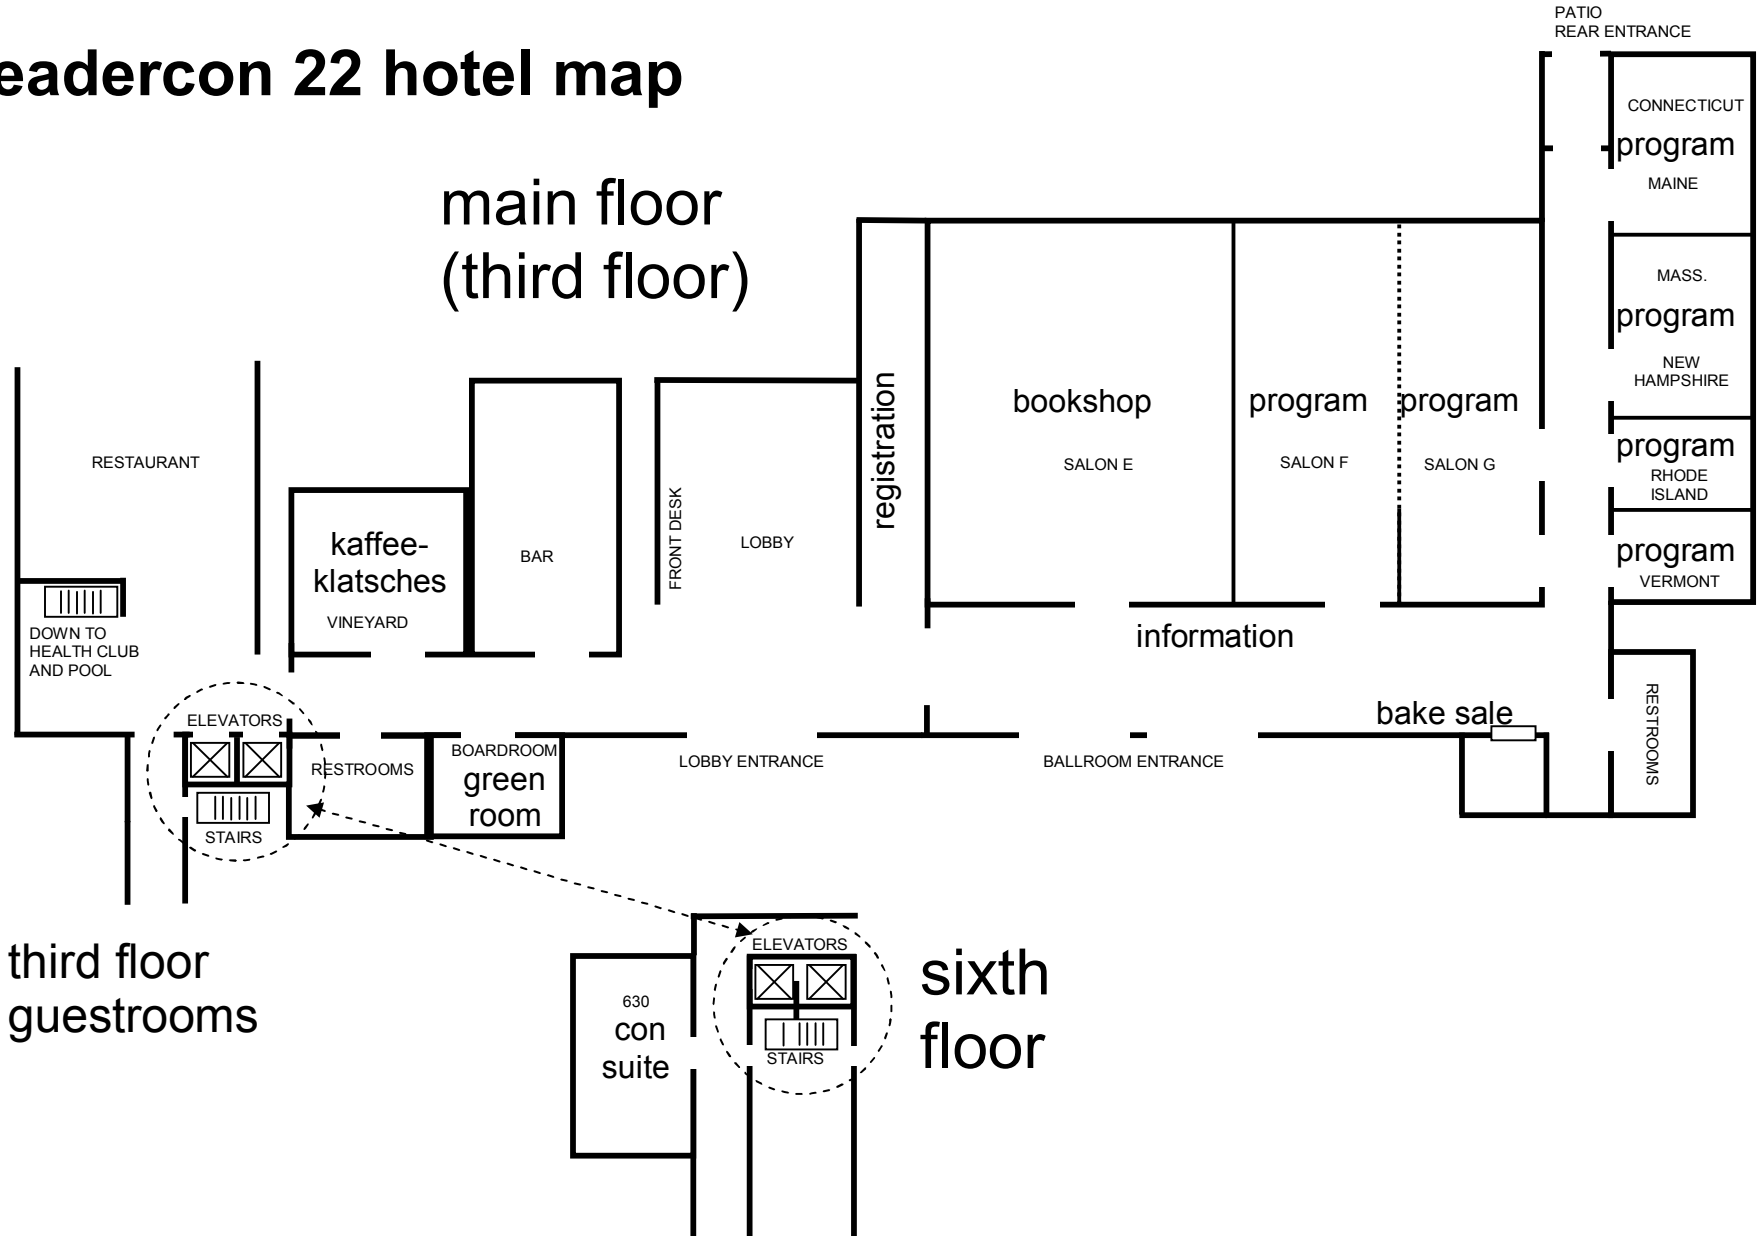 PATIO
REAR ENTRANCE
eadercon 22 hotel map
main floor
(third floor)
CONNECTICUT
program
MAINE
MASS.
program
NEW
HAMPSHIRE
program
RHODE
ISLAND
program
VERMONT
RESTAURANT
kaffee-
klatsches
VINEYARD
BAR
FRONT DESK
LOBBY
registration
bookshop
SALON E
program
SALON F
program
SALON G
DOWN TO
HEALTH CLUB
AND POOL
information
bake sale
RESTROOMS
ELEVATORS
STAIRS
RESTROOMS
BOARDROOM
green
room
LOBBY ENTRANCE
BALLROOM ENTRANCE
third floor
guestrooms
630
con
suite
ELEVATORS
STAIRS
sixth
floor